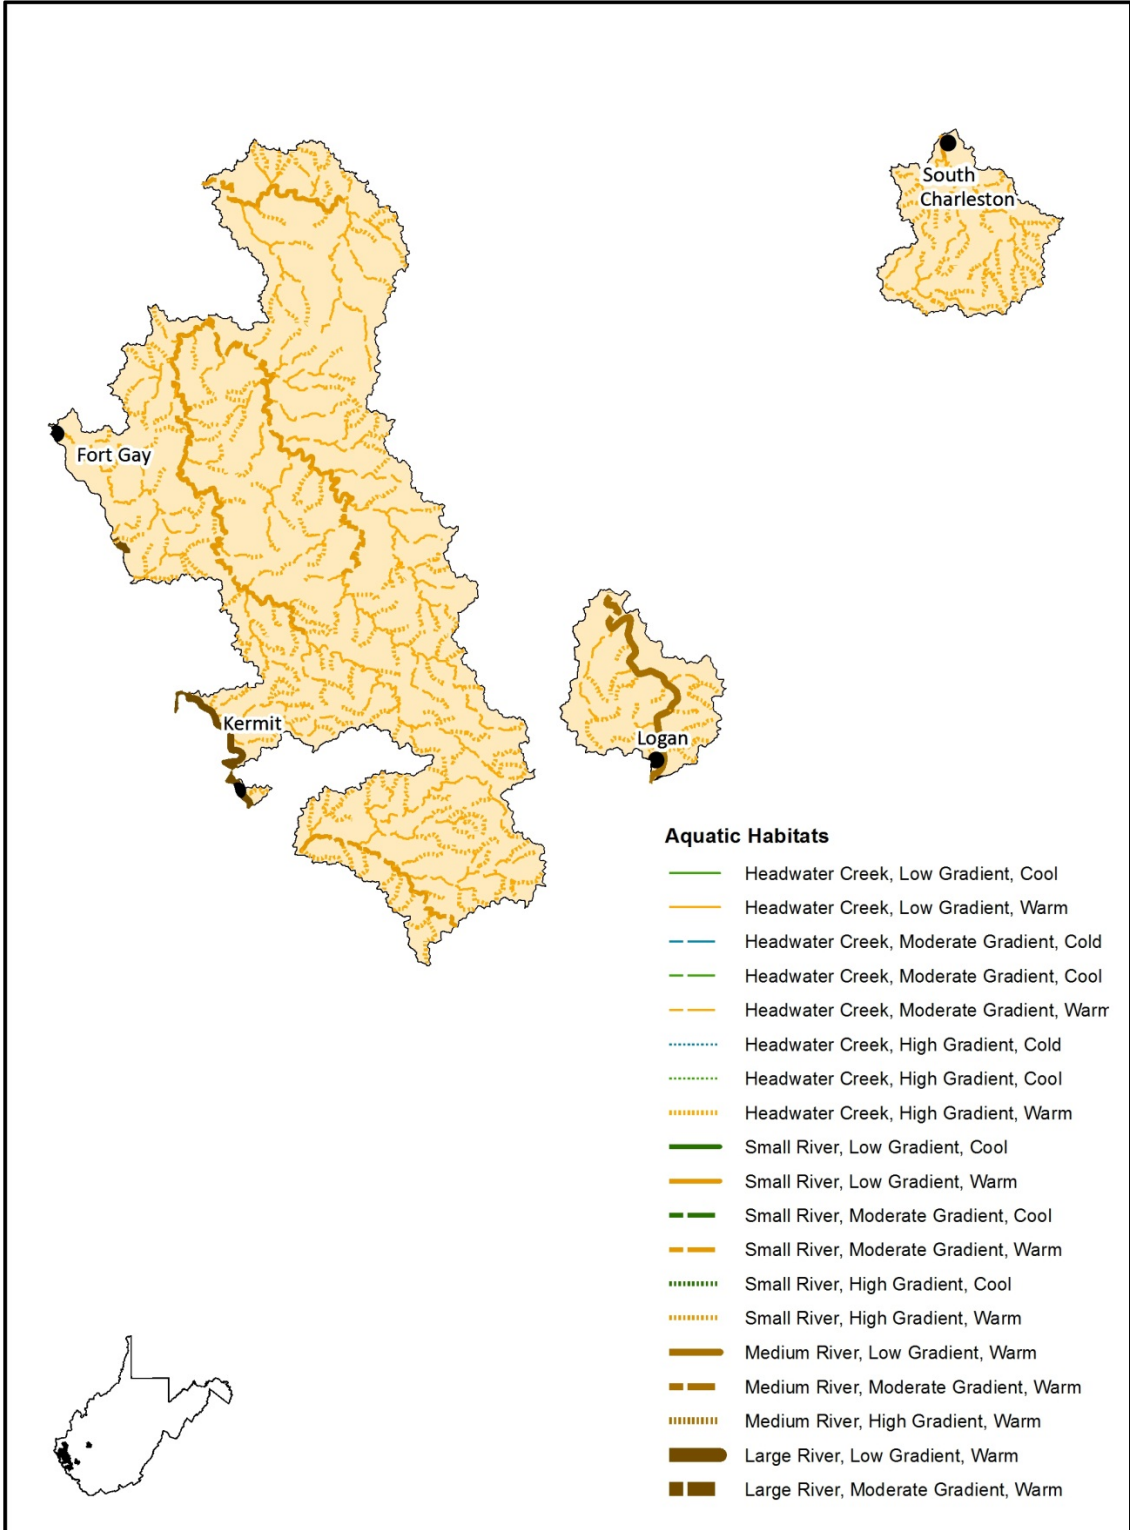 South
Charleston
Fort Gay
Kermit
Logan
Aquatic Habitats
Headwater Creek, Low Gradient, Cool
Headwater Creek, Low Gradient, Warm
Headwater Creek, Moderate Gradient, Cold
Headwater Creek, Moderate Gradient, Cool
Headwater Creek, Moderate Gradient, Warm
Headwater Creek, High Gradient, Cold
Headwater Creek, High Gradient, Cool
Headwater Creek, High Gradient, Warm
Small River, Low Gradient, Cool
Small River, Low Gradient, Warm
Small River, Moderate Gradient, Cool
Small River, Moderate Gradient, Warm
Small River, High Gradient, Cool
Small River, High Gradient, Warm
Medium River, Low Gradient, Warm
Medium River, Moderate Gradient, Warm
Medium River, High Gradient, Warm
Large River, Low Gradient, Warm
Large River, Moderate Gradient, Warm